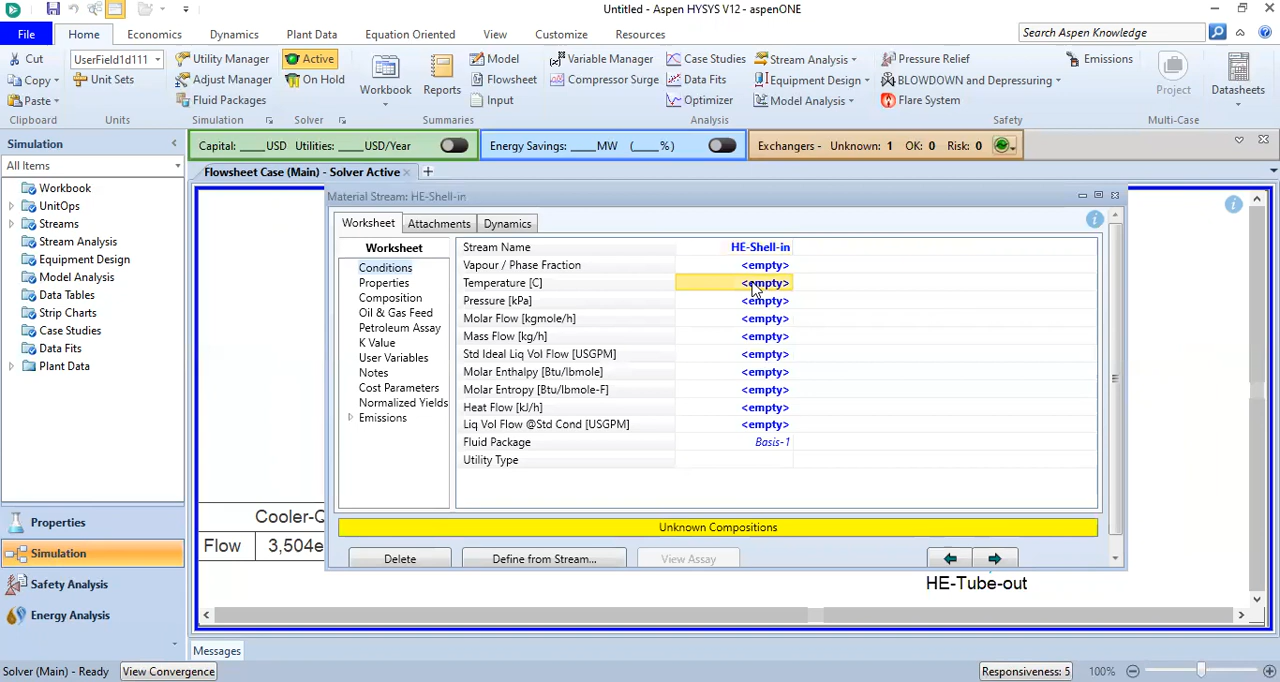 Untitled - Aspen HYSYS V12 - aspenONE
File Home Economics Dynamics Plant Data Equation Oriented View Customize Resources Search Aspen Knowledge
Cut UserField1d111 Utility Manager Active Model Variable Manager Case Studies Stream Analysis Pressure Relief Emissions
Copy Unit Sets Adjust Manager On Hold Workbook Reports Flowsheet Compressor Surge Data Fits Equipment Design BLOWDOWN and Depressuring Project Datasheets
Paste Fluid Packages Input Optimizer Model Analysis Flare System
Clipboard Units Simulation Solver Summaries Analysis Safety Multi-Case
Simulation
All Items
Capital: ____USD Utilities: ____USD/Year
Energy Savings: ____MW (____%)
Exchangers - Unknown: 1 OK: 0 Risk: 0
Workbook
UnitOps
Streams
Stream Analysis
Equipment Design
Model Analysis
Data Tables
Strip Charts
Case Studies
Data Fits
Plant Data
Properties
Simulation
Safety Analysis
Energy Analysis
Flowsheet Case (Main) - Solver Active
Material Stream: HE-Shell-in
Worksheet Attachments Dynamics
Worksheet
Conditions
Properties
Composition
Oil & Gas Feed
Petroleum Assay
K Value
User Variables
Notes
Cost Parameters
Normalized Yields
Emissions
Stream Name HE-Shell-in
Vapour / Phase Fraction <empty>
Temperature [C] <empty>
Pressure [kPa] <empty>
Molar Flow [kgmole/h] <empty>
Mass Flow [kg/h] <empty>
Std Ideal Liq Vol Flow [USGPM] <empty>
Molar Enthalpy [Btu/lbmole] <empty>
Molar Entropy [Btu/lbmole-F] <empty>
Heat Flow [kJ/h] <empty>
Liq Vol Flow @Std Cond [USGPM] <empty>
Fluid Package Basis-1
Utility Type
Unknown Compositions
Delete Define from Stream... View Assay
Cooler-Q
Flow 3,504e
HE-Tube-out
Messages
Solver (Main) - Ready View Convergence Responsiveness: 5 100%